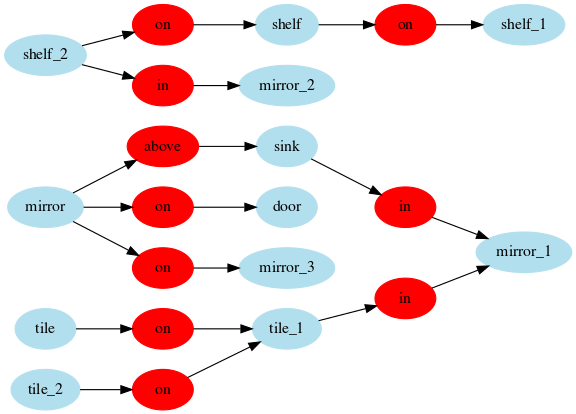 shelf_2
on
shelf
on
shelf_1
in
mirror_2
mirror
above
sink
in
mirror_1
on
door
on
mirror_3
tile
on
tile_1
in
tile_2
on